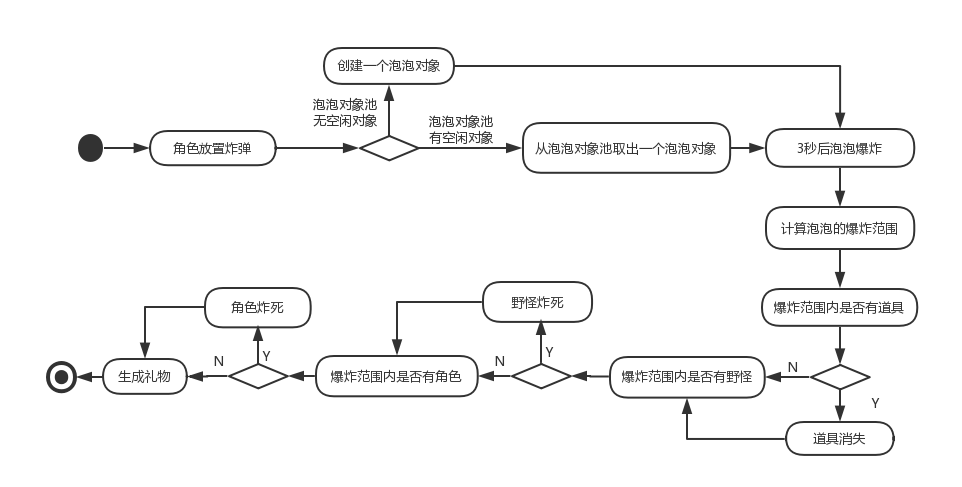 创建一个泡泡对象
泡泡对象池
无空闲对象
泡泡对象池
有空闲对象
角色放置炸弹
从泡泡对象池取出一个泡泡对象
3秒后泡泡爆炸
计算泡泡的爆炸范围
爆炸范围内是否有道具
N
Y
道具消失
爆炸范围内是否有野怪
野怪炸死
Y
N
爆炸范围内是否有角色
角色炸死
Y
N
生成礼物